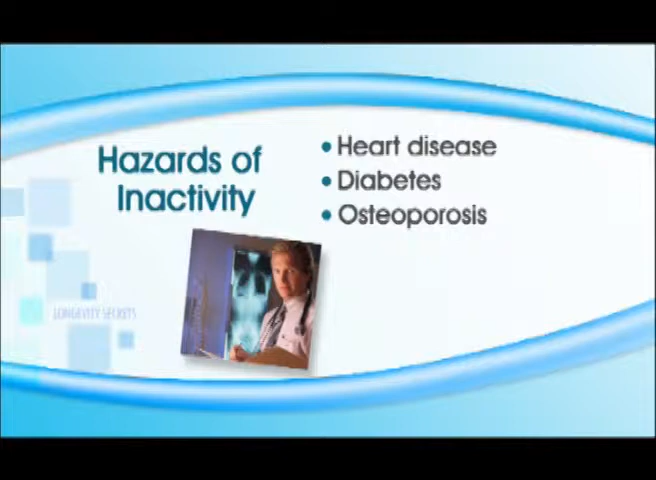 Hazards of
Inactivity
• Heart disease
• Diabetes
• Osteoporosis
LONGEVITY SECRETS